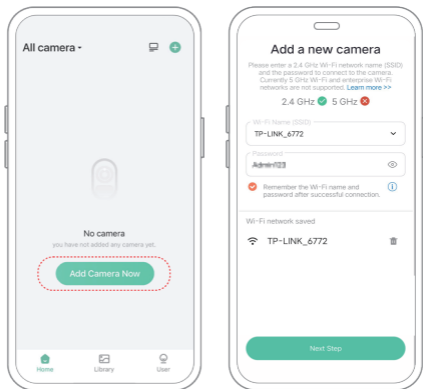 All camera
No camera
you have not added any camera yet.
Add Camera Now
Home
Library
User
Add a new camera
Please enter a 2.4 GHz Wi-Fi network name (SSID)
and the password to connect to the camera.
Currently 5 GHz Wi-Fi and enterprise Wi-Fi
networks are not supported. Learn more >>
2.4 GHz 5 GHz
Wi-Fi Name (SSID)
TP-LINK_6772
Password
Remember the Wi-Fi name and
password after successful connection.
Wi-Fi network saved
TP-LINK_6772
Next Step